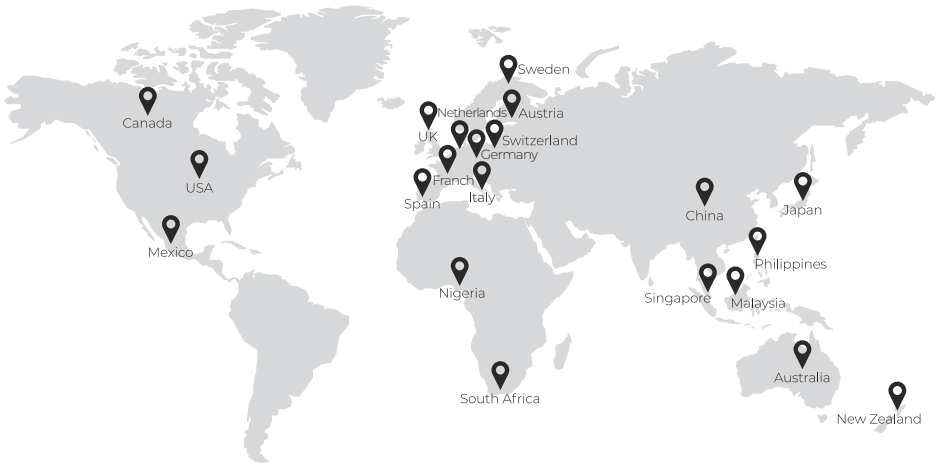 Sweden
Canada
Netherlands
Austria
UK
Switzerland
Germany
USA
Franch
Italy
Spain
China
Japan
Mexico
Philippines
Nigeria
Singapore
Malaysia
Australia
South Africa
New Zealand